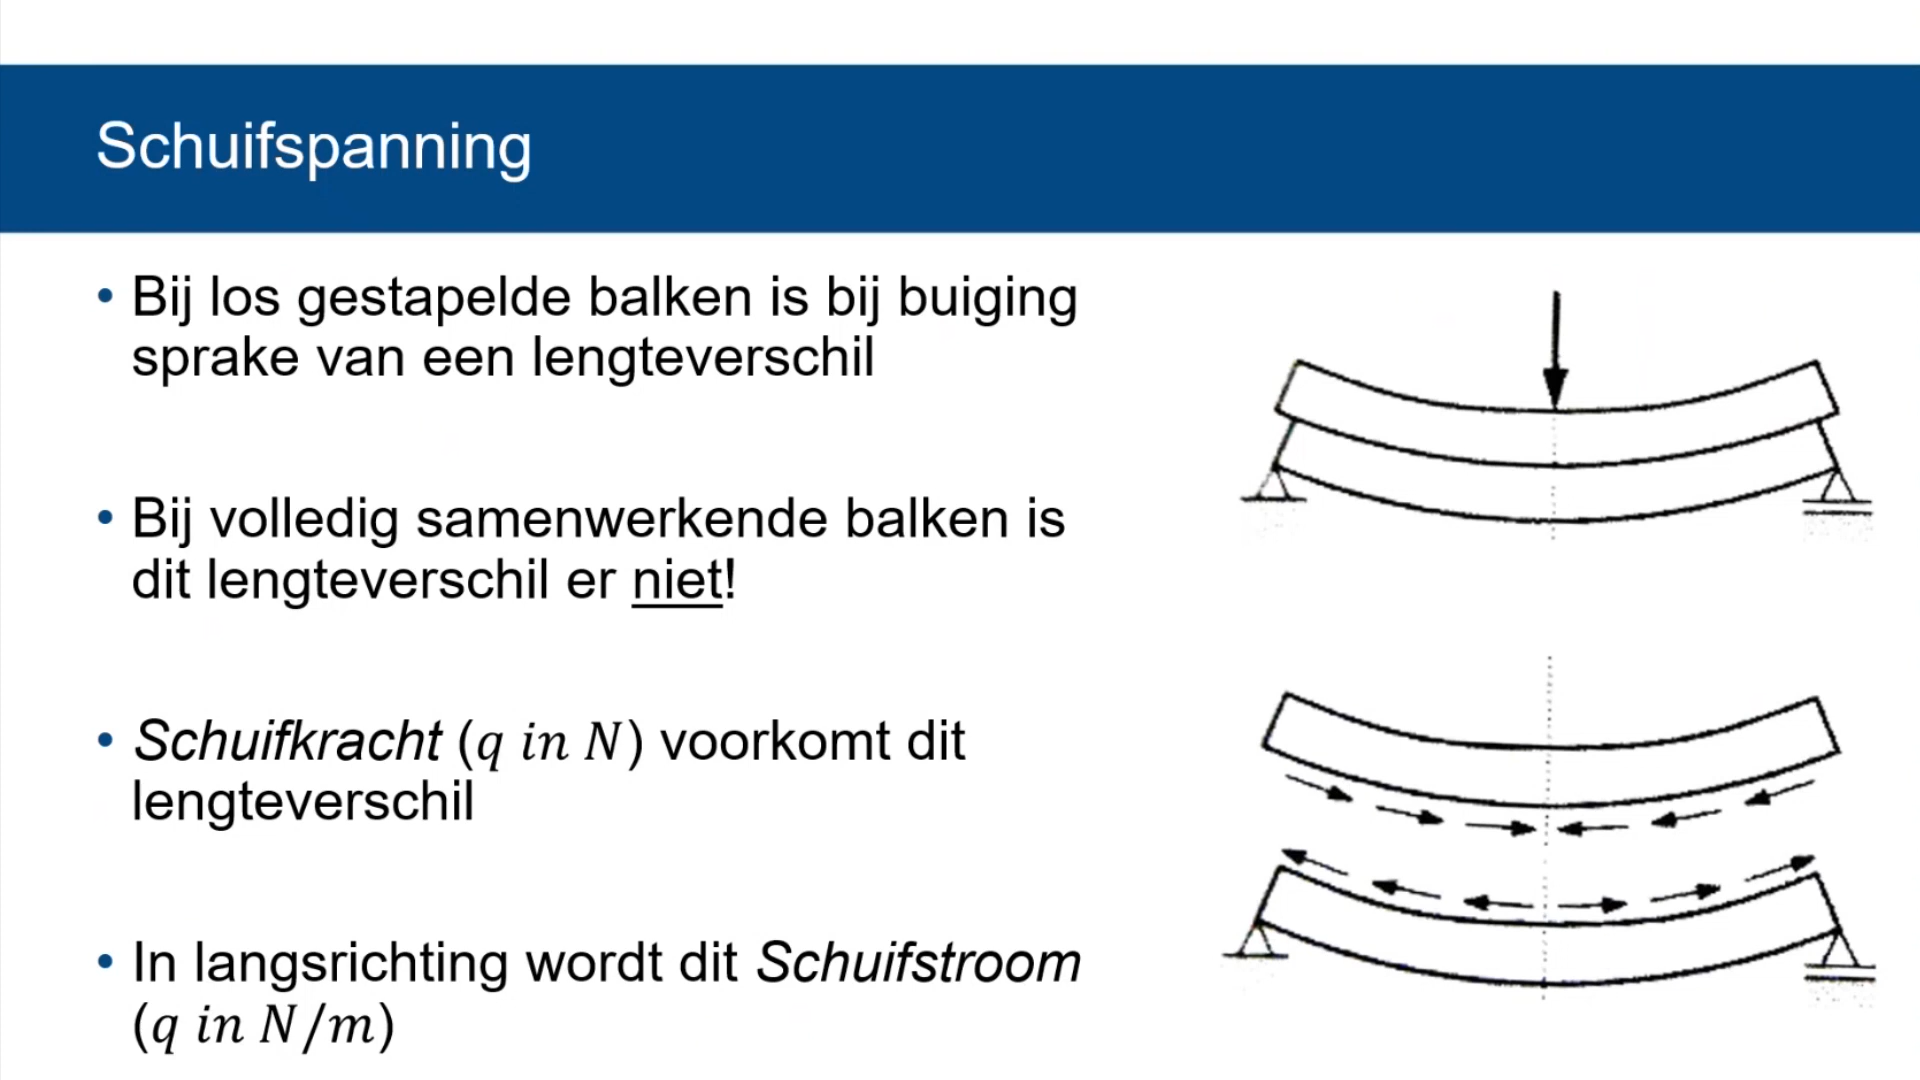 Schuifspanning
• Bij los gestapelde balken is bij buiging
sprake van een lengteverschil
• Bij volledig samenwerkende balken is
dit lengteverschil er niet!
• Schuifkracht (q in N) voorkomt dit
lengteverschil
• In langsrichting wordt dit Schuifstroom
(q in N/m)